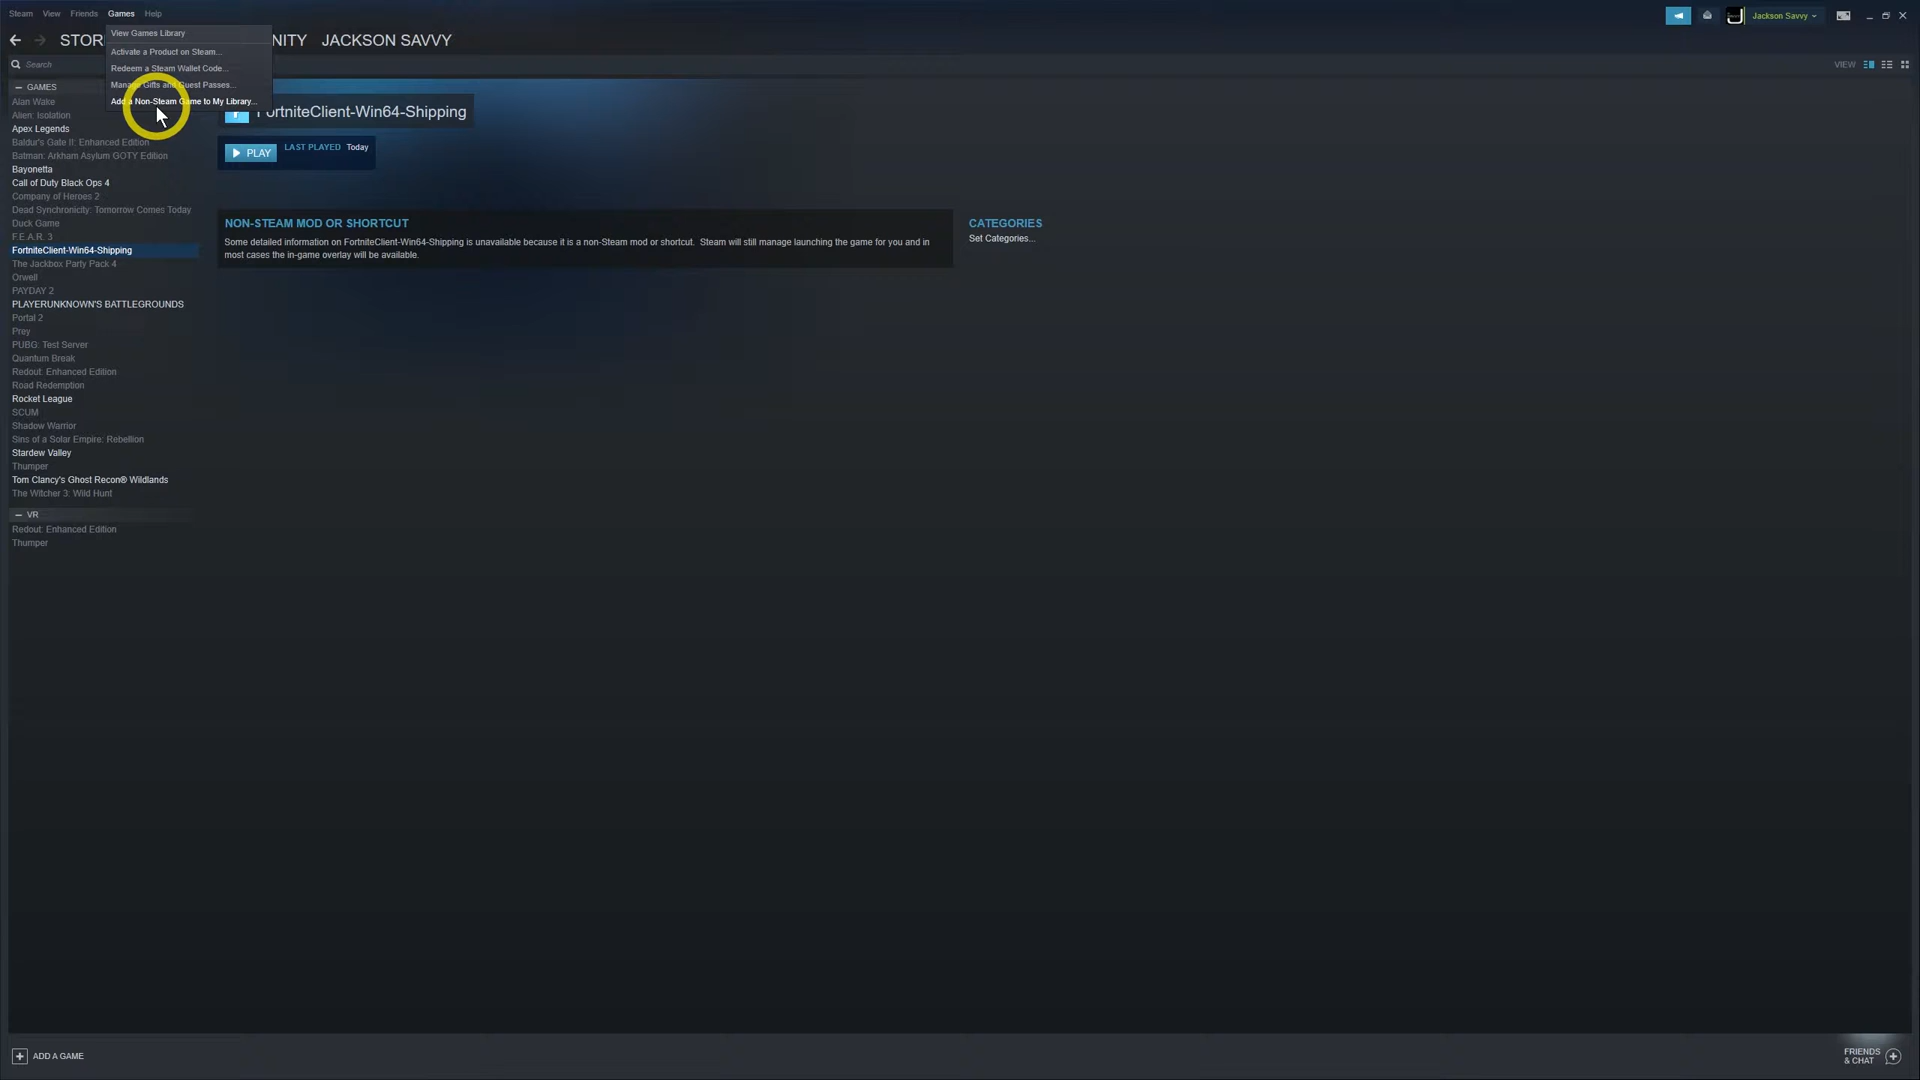 Steam View Friends Games Help
Jackson Savvy
View Games Library
Activate a Product on Steam...
Redeem a Steam Wallet Code...
Manage Gifts and Guest Passes...
Add a Non-Steam Game to My Library...
JACKSON SAVVY
Search
VIEW
GAMES
Alan Wake
Alien: Isolation
Apex Legends
Baldur's Gate II: Enhanced Edition
Batman: Arkham Asylum GOTY Edition
Bayonetta
Call of Duty Black Ops 4
Company of Heroes 2
Dead Synchronicity: Tomorrow Comes Today
Duck Game
F.E.A.R. 3
FortniteClient-Win64-Shipping
The Jackbox Party Pack 4
Orwell
PAYDAY 2
PLAYERUNKNOWN'S BATTLEGROUNDS
Portal 2
Prey
PUBG: Test Server
Quantum Break
Redout: Enhanced Edition
Road Redemption
Rocket League
SCUM
Shadow Warrior
Sins of a Solar Empire: Rebellion
Stardew Valley
Thumper
Tom Clancy's Ghost Recon® Wildlands
The Witcher 3: Wild Hunt
VR
Redout: Enhanced Edition
Thumper
FortniteClient-Win64-Shipping
PLAY
LAST PLAYED Today
NON-STEAM MOD OR SHORTCUT
Some detailed information on FortniteClient-Win64-Shipping is unavailable because it is a non-Steam mod or shortcut. Steam will still manage launching the game for you and in
most cases the in-game overlay will be available.
CATEGORIES
Set Categories...
ADD A GAME
FRIENDS
& CHAT